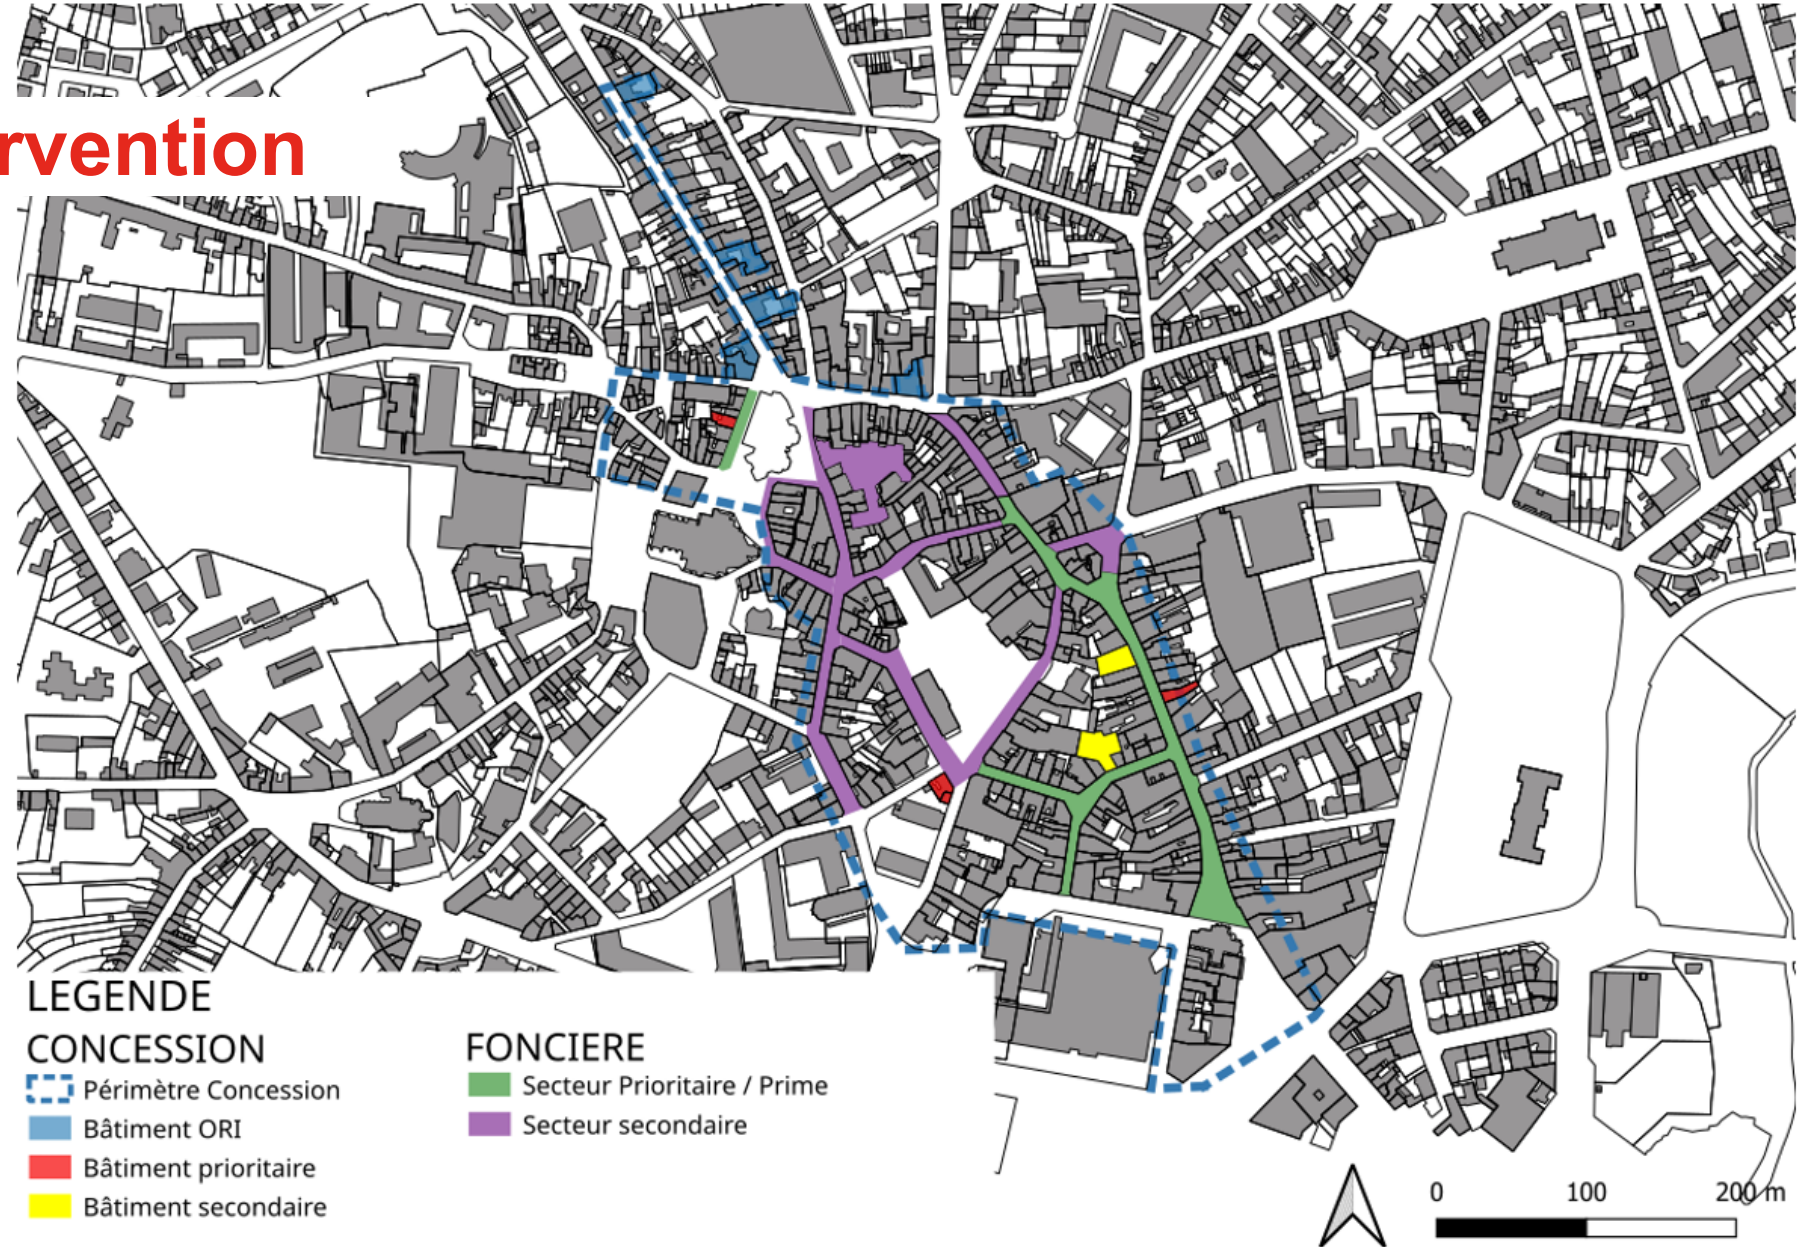 rvention
LEGENDE
CONCESSION
Périmètre Concession
Bâtiment ORI
Bâtiment prioritaire
Bâtiment secondaire
FONCIERE
Secteur Prioritaire / Prime
Secteur secondaire
0 100 200 m